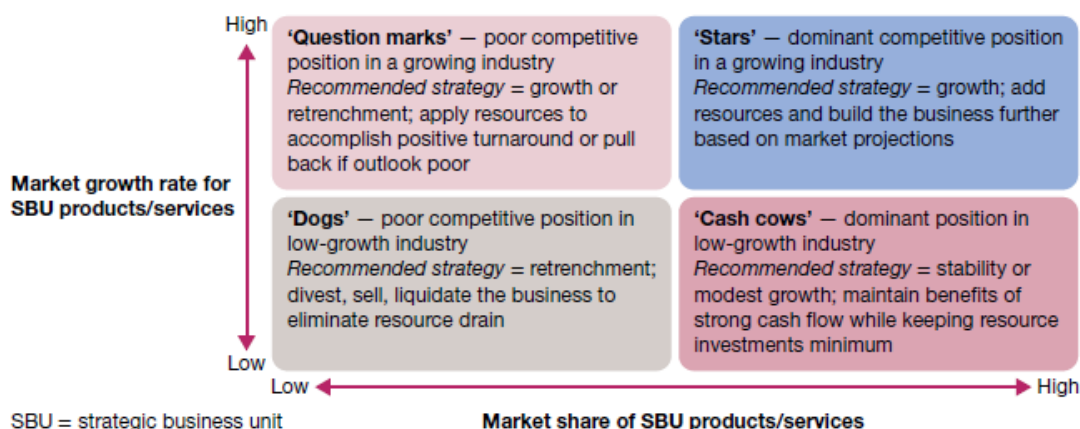 High
‘Question marks’ — poor competitive
position in a growing industry
Recommended strategy = growth or
retrenchment; apply resources to
accomplish positive turnaround or pull
back if outlook poor
‘Stars’ — dominant competitive position
in a growing industry
Recommended strategy = growth; add
resources and build the business further
based on market projections
Market growth rate for
SBU products/services
‘Dogs’ — poor competitive position in
low-growth industry
Recommended strategy = retrenchment;
divest, sell, liquidate the business to
eliminate resource drain
‘Cash cows’ — dominant position in
low-growth industry
Recommended strategy = stability or
modest growth; maintain benefits of
strong cash flow while keeping resource
investments minimum
Low
Low
High
SBU = strategic business unit
Market share of SBU products/services